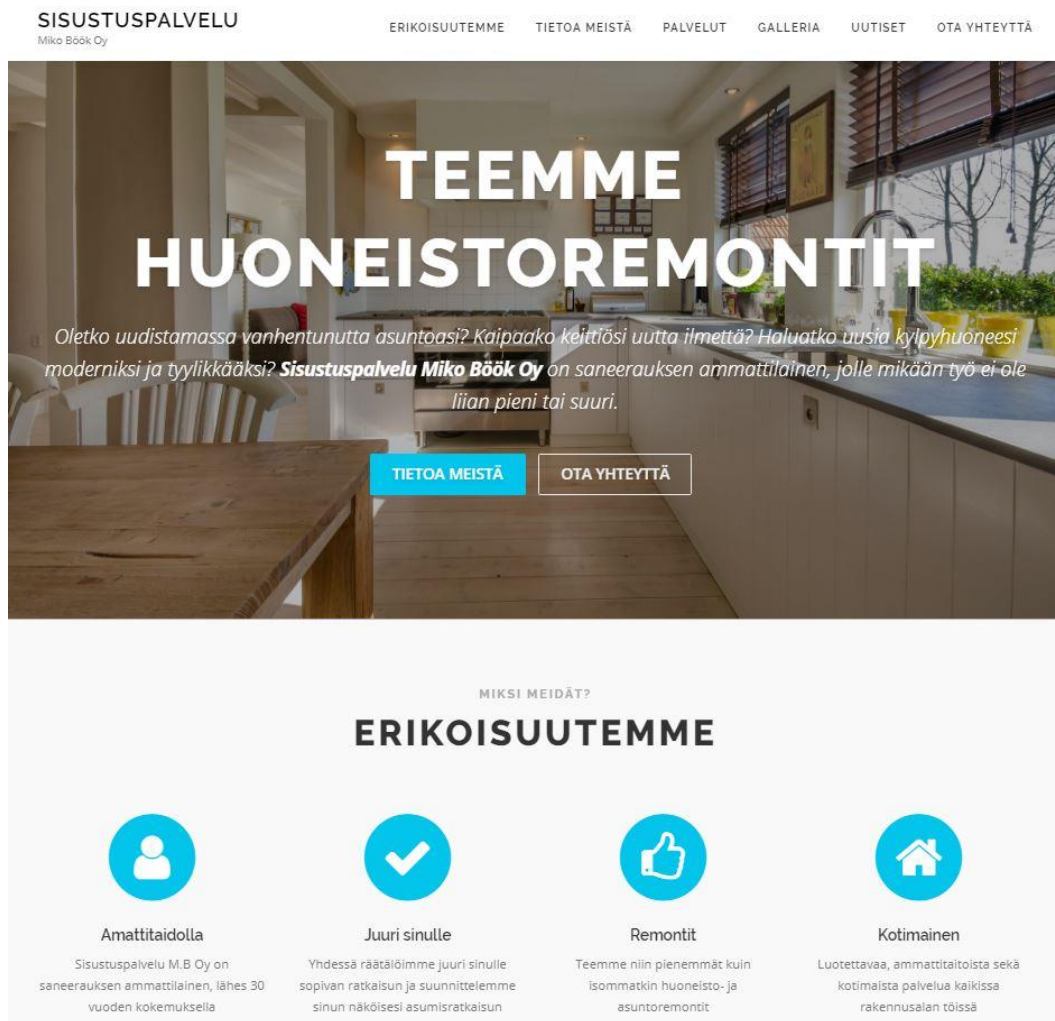 SISUSTUSPALVELU
Miko Böök Oy
ERIKOISUUTEMME TIETOA MEISTÄ PALVELUT GALLERIA UUTISET OTA YHTEYTTÄ
TEEMME
HUONEISTOREMONTIT
Oletko uudistamassa vanhentunutta asuntoasi? Kaipaako keittiösi uutta ilmettä? Haluatko uusia kylpyhuoneesi
moderniksi ja tyylikkääksi? Sisustuspalvelu Miko Böök Oy on saneerauksen ammattilainen, jolle mikään työ ei ole
liian pieni tai suuri.
TIETOA MEISTÄ OTA YHTEYTTÄ
MIKSI MEIDÄT?
ERIKOISUUTEMME
Amattitaidolla
Sisustuspalvelu M.B Oy on
saneerauksen ammattilainen, lähes 30
vuoden kokemuksella
Juuri sinulle
Yhdessä räätälöimme juuri sinulle
sopivan ratkaisun ja suunnittelemme
sinun näköisesi asumisratkaisun
Remontit
Teemme niin pienemmät kuin
isommatkin huoneisto- ja
asuntoremontit
Kotimainen
Luotettavaa, ammattitaitoista sekä
kotimaista palvelua kaikissa
rakennusalan töissä